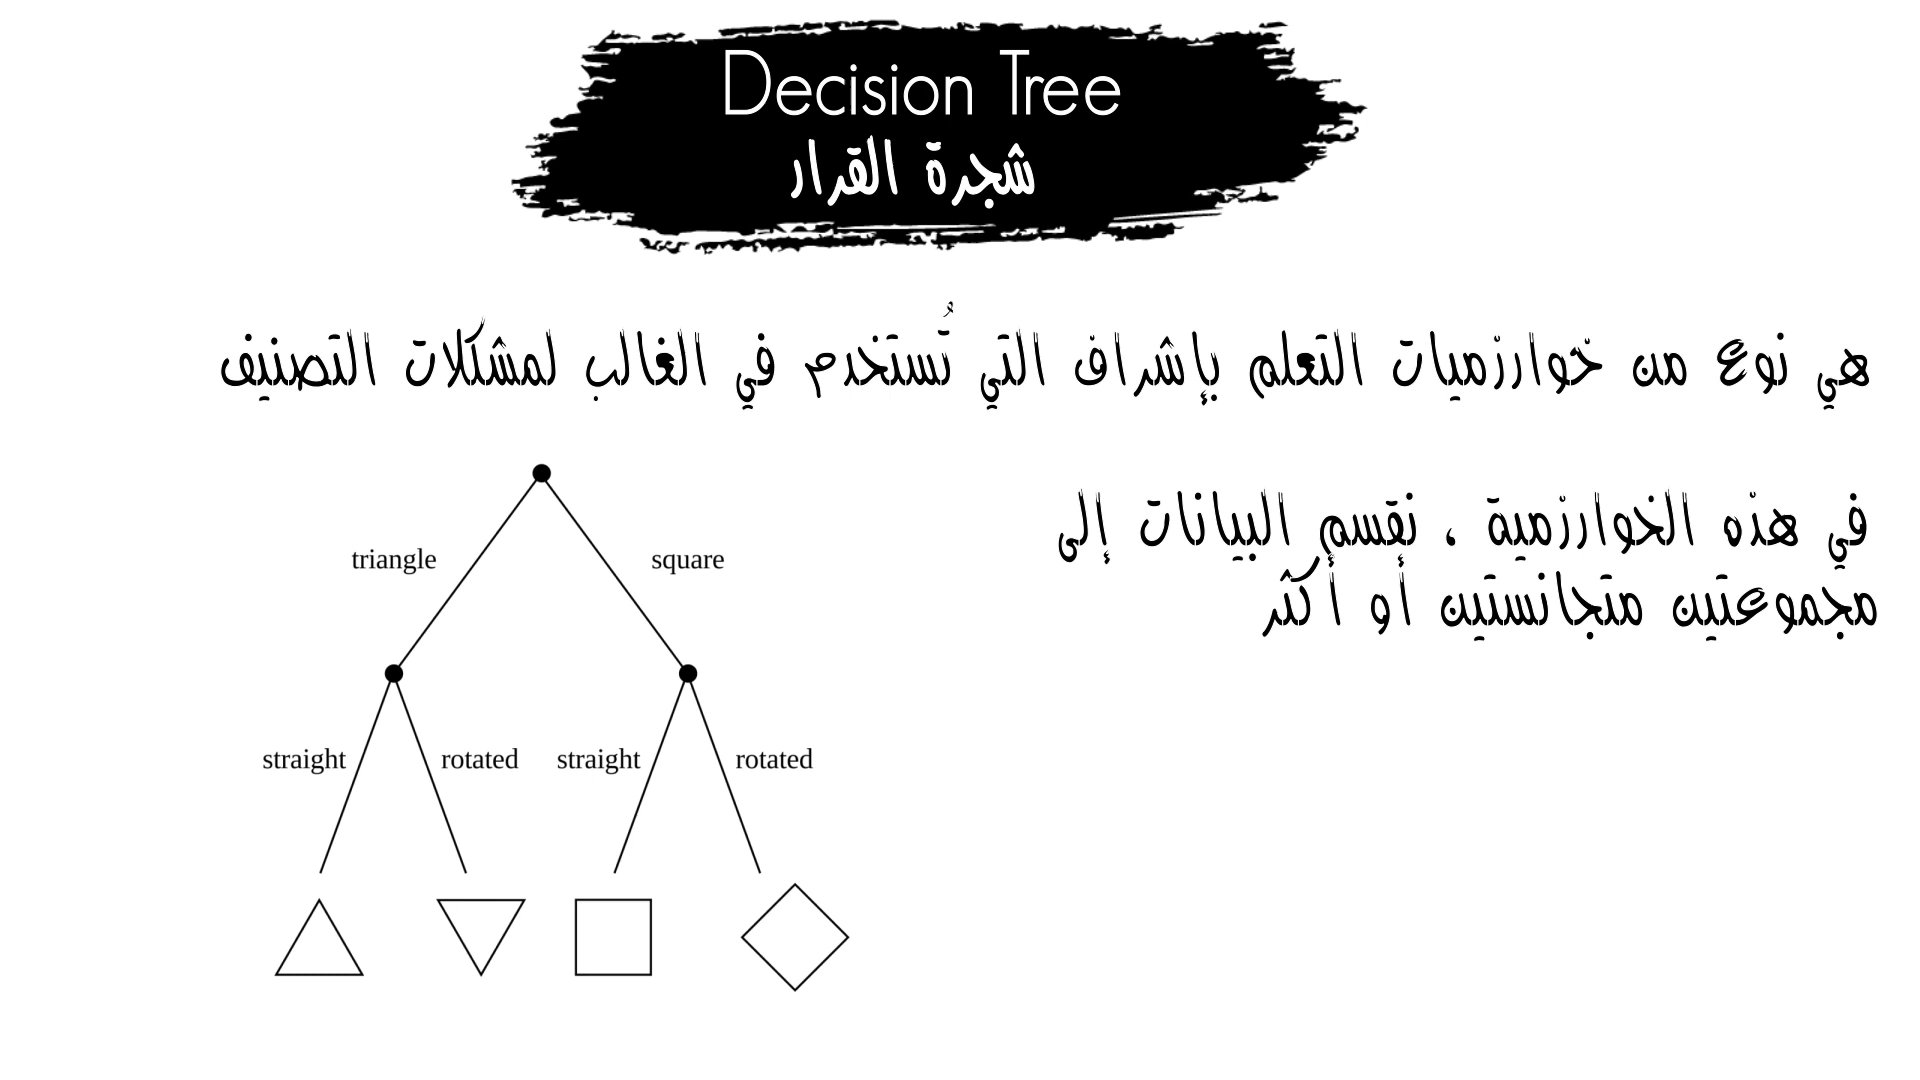 Decision Tree
شجرة القرار
هي نوع من خوارزميات التعلم بإشراف التي تُستخدم في الغالب لمشكلات التصنيف
في هذه الخوارزمية ، نقسم البيانات إلى
مجموعتين متجانستين أو أكثر
triangle square
straight rotated straight rotated